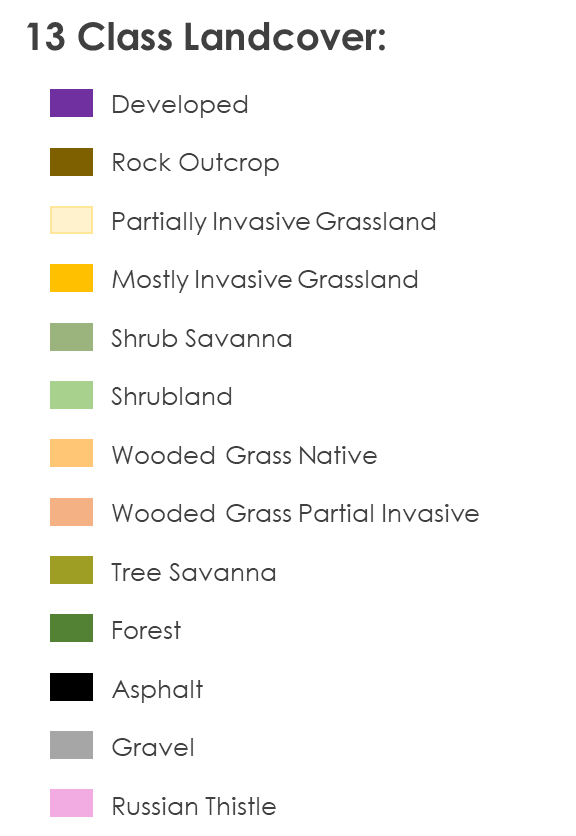 13 Class Landcover:
Developed
Rock Outcrop
Partially Invasive Grassland
Mostly Invasive Grassland
Shrub Savanna
Shrubland
Wooded Grass Native
Wooded Grass Partial Invasive
Tree Savanna
Forest
Asphalt
Gravel
Russian Thistle